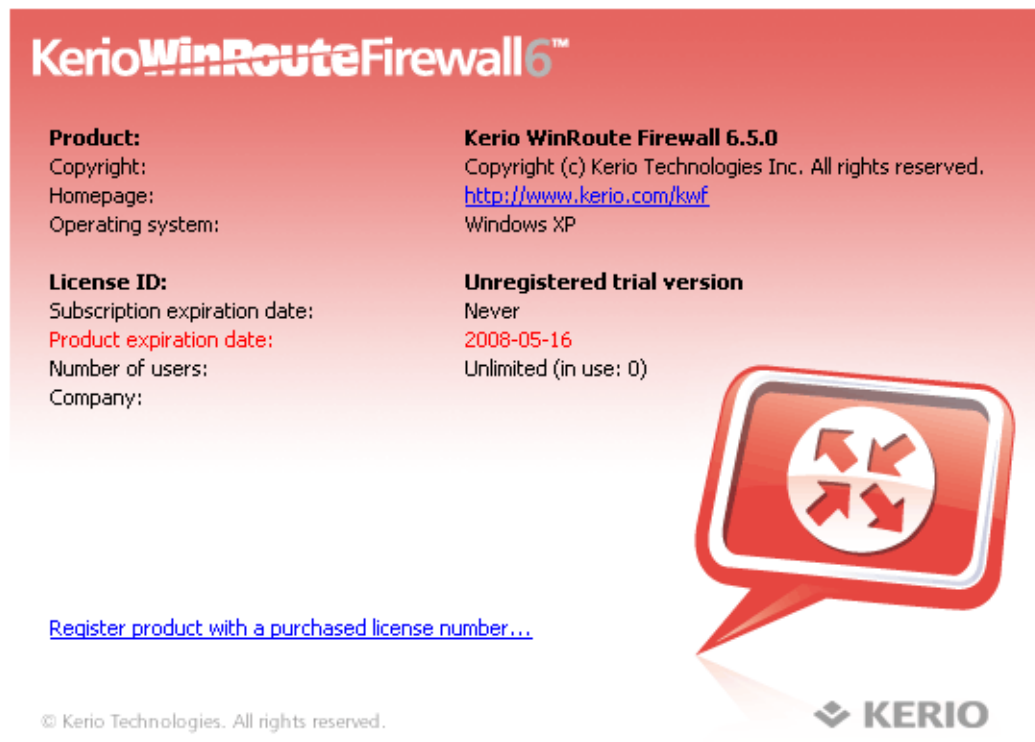 KerioWinRouteFirewall6™
Product: Kerio WinRoute Firewall 6.5.0
Copyright: Copyright (c) Kerio Technologies Inc. All rights reserved.
Homepage: http://www.kerio.com/kwf
Operating system: Windows XP
License ID: Unregistered trial version
Subscription expiration date: Never
Product expiration date: 2008-05-16
Number of users: Unlimited (in use: 0)
Company:
Register product with a purchased license number...
© Kerio Technologies. All rights reserved.
KERIO